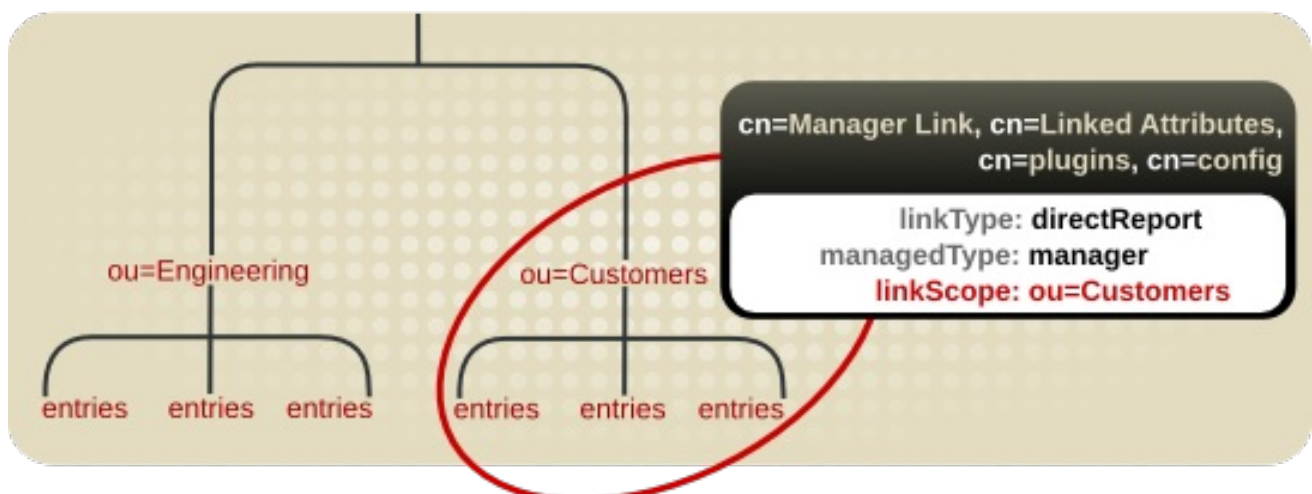 cn=Manager Link, cn=Linked Attributes,
cn=plugins, cn=config
linkType: directReport
managedType: manager
linkScope: ou=Customers
ou=Engineering
ou=Customers
entries
entries
entries
entries
entries
entries